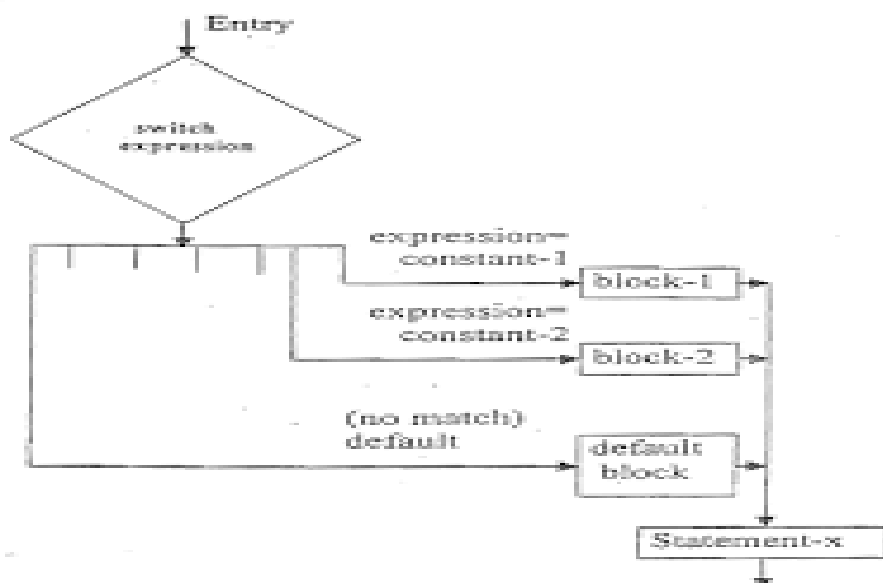 Entry
switch
expression
expression=
constant-1
block-1
expression=
constant-2
block-2
(no match)
default
default
block
Statement-x